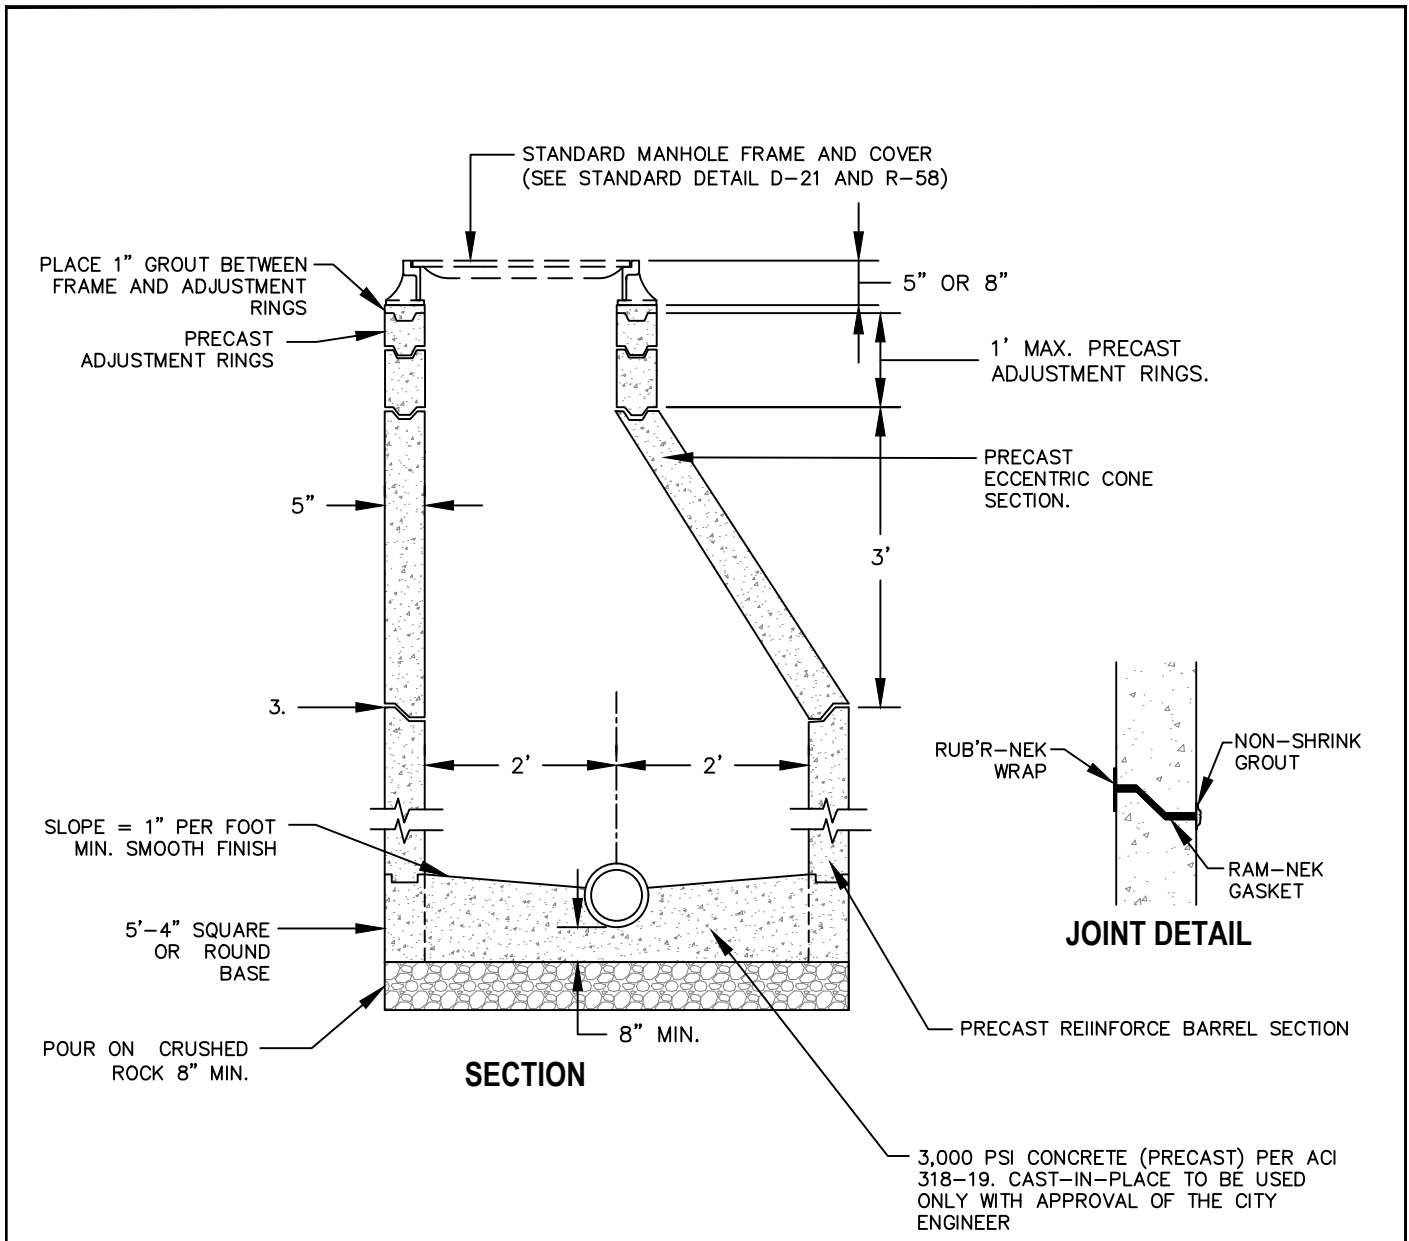 STANDARD MANHOLE FRAME AND COVER
(SEE STANDARD DETAIL D-21 AND R-58)
PLACE 1" GROUT BETWEEN
FRAME AND ADJUSTMENT
RINGS
PRECAST
ADJUSTMENT RINGS
5" OR 8"
1' MAX. PRECAST
ADJUSTMENT RINGS.
PRECAST
ECCENTRIC CONE
SECTION.
5"
3'
3.
2'
2'
SLOPE = 1" PER FOOT
MIN. SMOOTH FINISH
5'-4" SQUARE
OR ROUND
BASE
POUR ON CRUSHED
ROCK 8" MIN.
8" MIN.
SECTION
RUB'R-NEK
WRAP
NON-SHRINK
GROUT
RAM-NEK
GASKET
JOINT DETAIL
PRECAST REIINFORCE BARREL SECTION
3,000 PSI CONCRETE (PRECAST) PER ACI
318-19. CAST-IN-PLACE TO BE USED
ONLY WITH APPROVAL OF THE CITY
ENGINEER